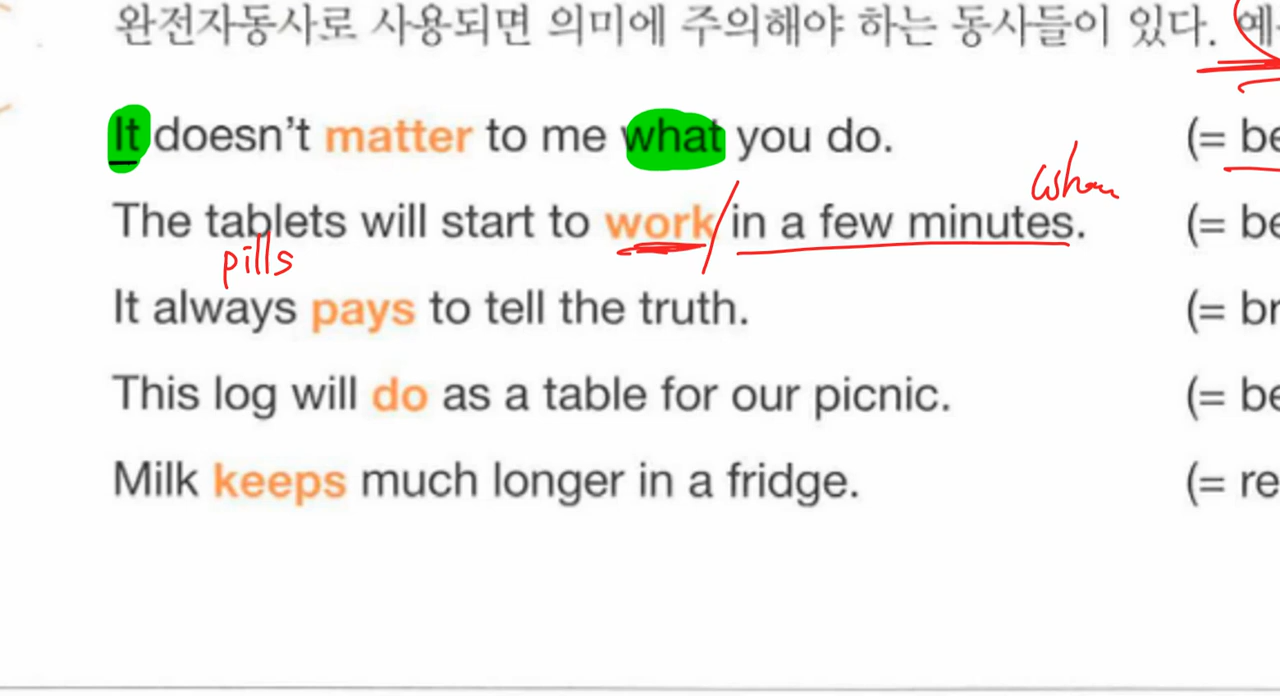 완전자동사로 사용되면 의미에 주의해야 하는 동사들이 있다. 예
It doesn't matter to me what you do. (= be
when
The tablets will start to work / in a few minutes. (= be
pills
It always pays to tell the truth. (= br
This log will do as a table for our picnic. (= be
Milk keeps much longer in a fridge. (= re